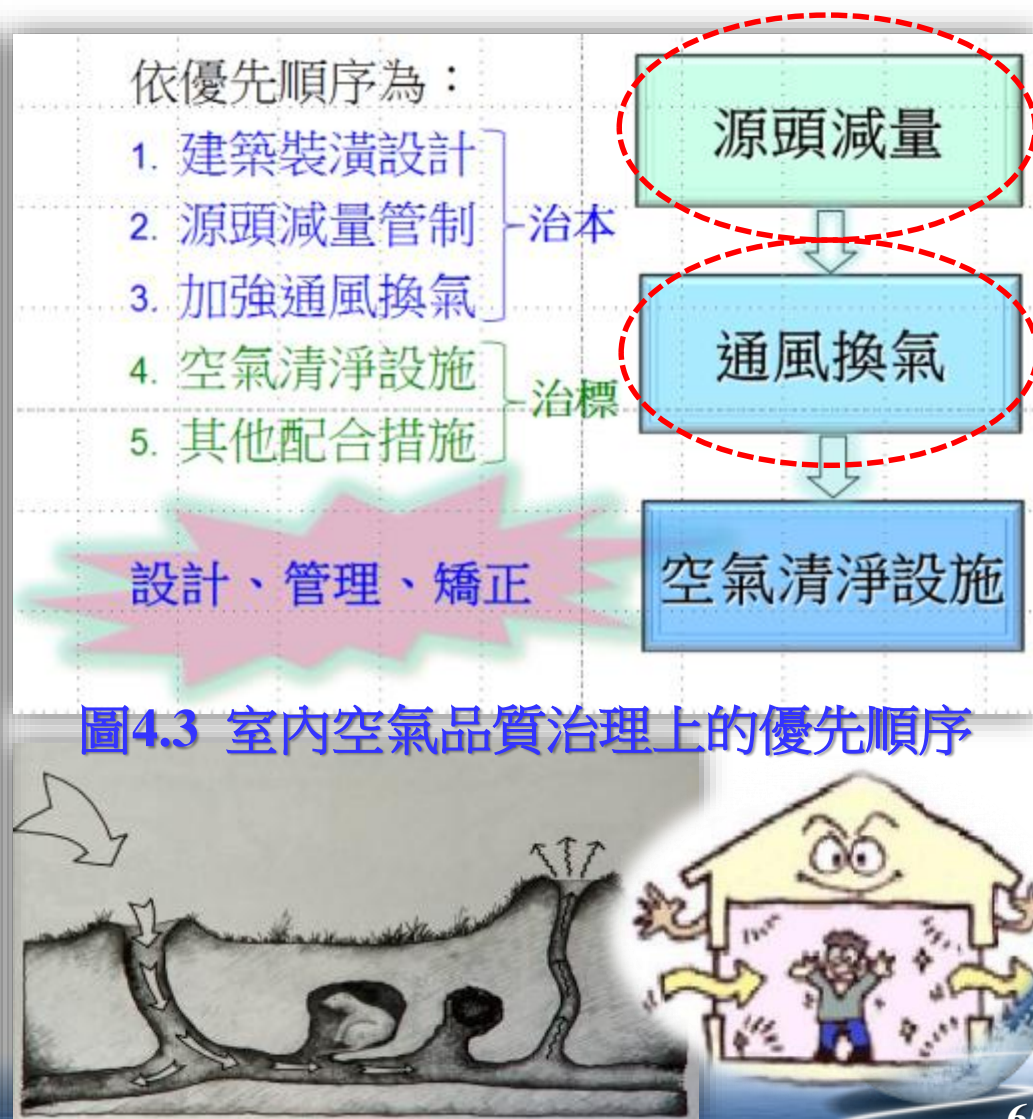 依優先順序為：
1. 建築裝潢設計
2. 源頭減量管制
3. 加強通風換氣
治本
4. 空氣清淨設施
5. 其他配合措施
治標
設計、管理、矯正
源頭減量
通風換氣
空氣清淨設施
圖4.3 室內空氣品質治理上的優先順序
6